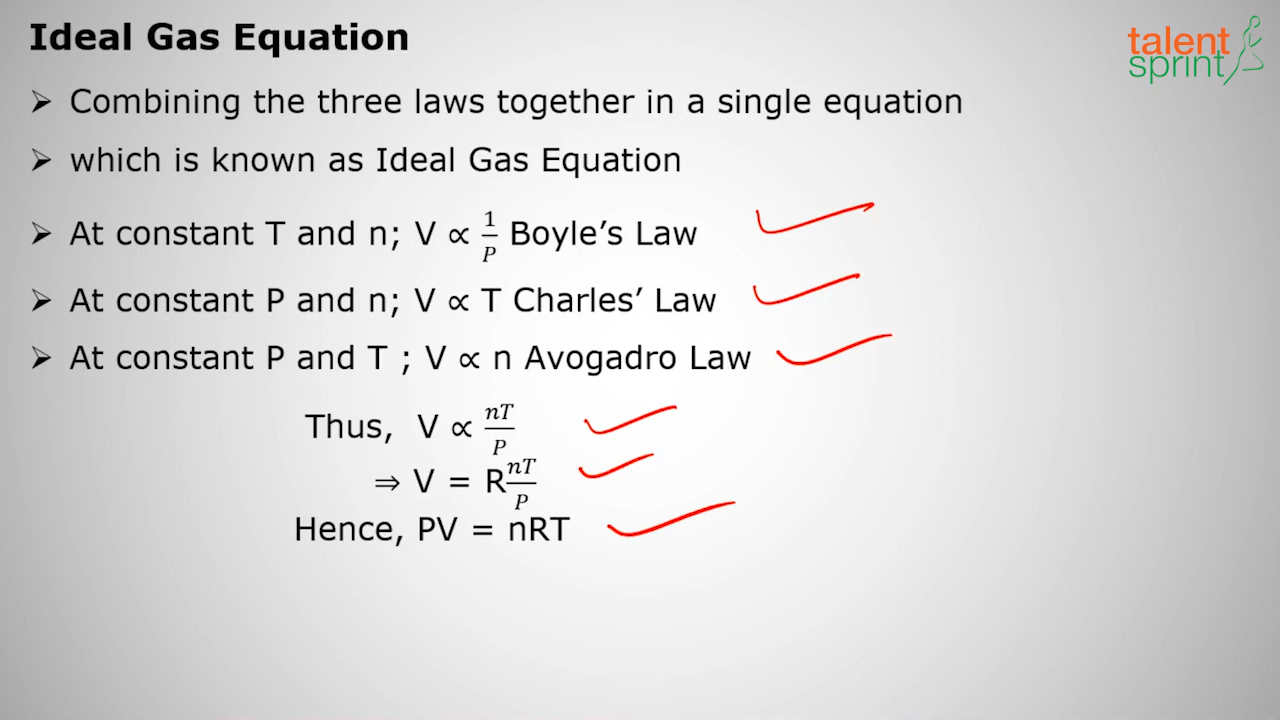 Ideal Gas Equation
talent
sprint
➢ Combining the three laws together in a single equation
➢ which is known as Ideal Gas Equation
➢ At constant T and n; V ∝ 1/P Boyle’s Law
➢ At constant P and n; V ∝ T Charles’ Law
➢ At constant P and T ; V ∝ n Avogadro Law
Thus, V ∝ nT/P
⇒ V = R nT/P
Hence, PV = nRT